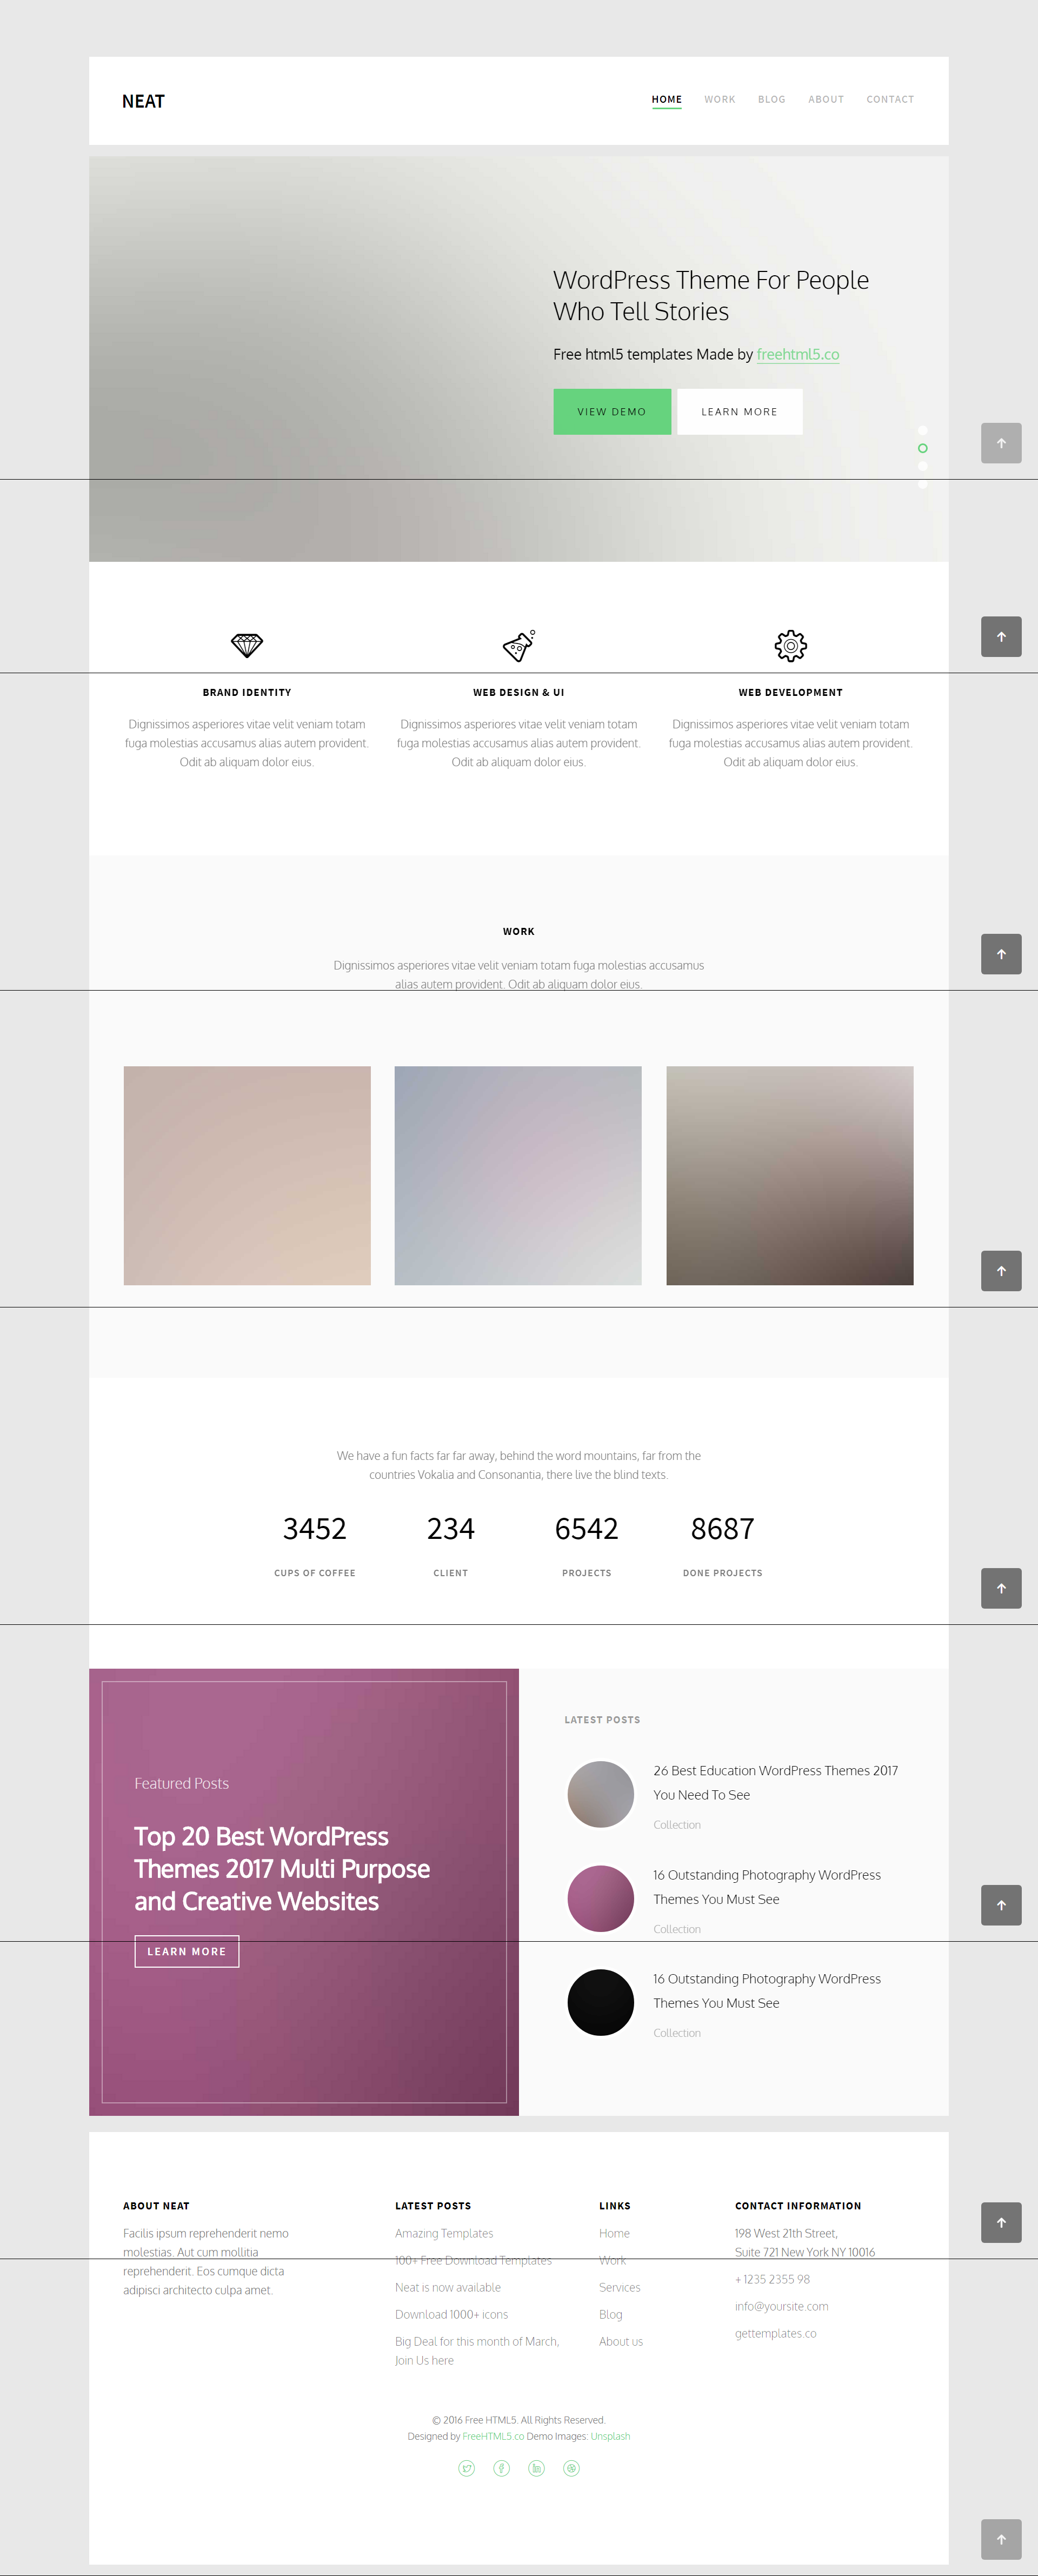 NEAT
HOME WORK BLOG ABOUT CONTACT
WordPress Theme For People
Who Tell Stories
Free html5 templates Made by freehtml5.co
VIEW DEMO
LEARN MORE
BRAND IDENTITY
Dignissimos asperiores vitae velit veniam totam
fuga molestias accusamus alias autem provident.
Odit ab aliquam dolor eius.
WEB DESIGN & UI
Dignissimos asperiores vitae velit veniam totam
fuga molestias accusamus alias autem provident.
Odit ab aliquam dolor eius.
WEB DEVELOPMENT
Dignissimos asperiores vitae velit veniam totam
fuga molestias accusamus alias autem provident.
Odit ab aliquam dolor eius.
WORK
Dignissimos asperiores vitae velit veniam totam fuga molestias accusamus
alias autem provident. Odit ab aliquam dolor eius.
We have a fun facts far far away, behind the word mountains, far from the
countries Vokalia and Consonantia, there live the blind texts.
3452
CUPS OF COFFEE
234
CLIENT
6542
PROJECTS
8687
DONE PROJECTS
Featured Posts
Top 20 Best WordPress
Themes 2017 Multi Purpose
and Creative Websites
LEARN MORE
LATEST POSTS
26 Best Education WordPress Themes 2017
You Need To See
Collection
16 Outstanding Photography WordPress
Themes You Must See
Collection
16 Outstanding Photography WordPress
Themes You Must See
Collection
ABOUT NEAT
Facilis ipsum reprehenderit nemo
molestias. Aut cum mollitia
reprehenderit. Eos cumque dicta
adipisci architecto culpa amet.
LATEST POSTS
Amazing Templates
100+ Free Download Templates
Neat is now available
Download 1000+ icons
Big Deal for this month of March,
Join Us here
LINKS
Home
Work
Services
Blog
About us
CONTACT INFORMATION
198 West 21th Street,
Suite 721 New York NY 10016
+ 1235 2355 98
info@yoursite.com
gettemplates.co
© 2016 Free HTML5. All Rights Reserved.
Designed by FreeHTML5.co Demo Images: Unsplash